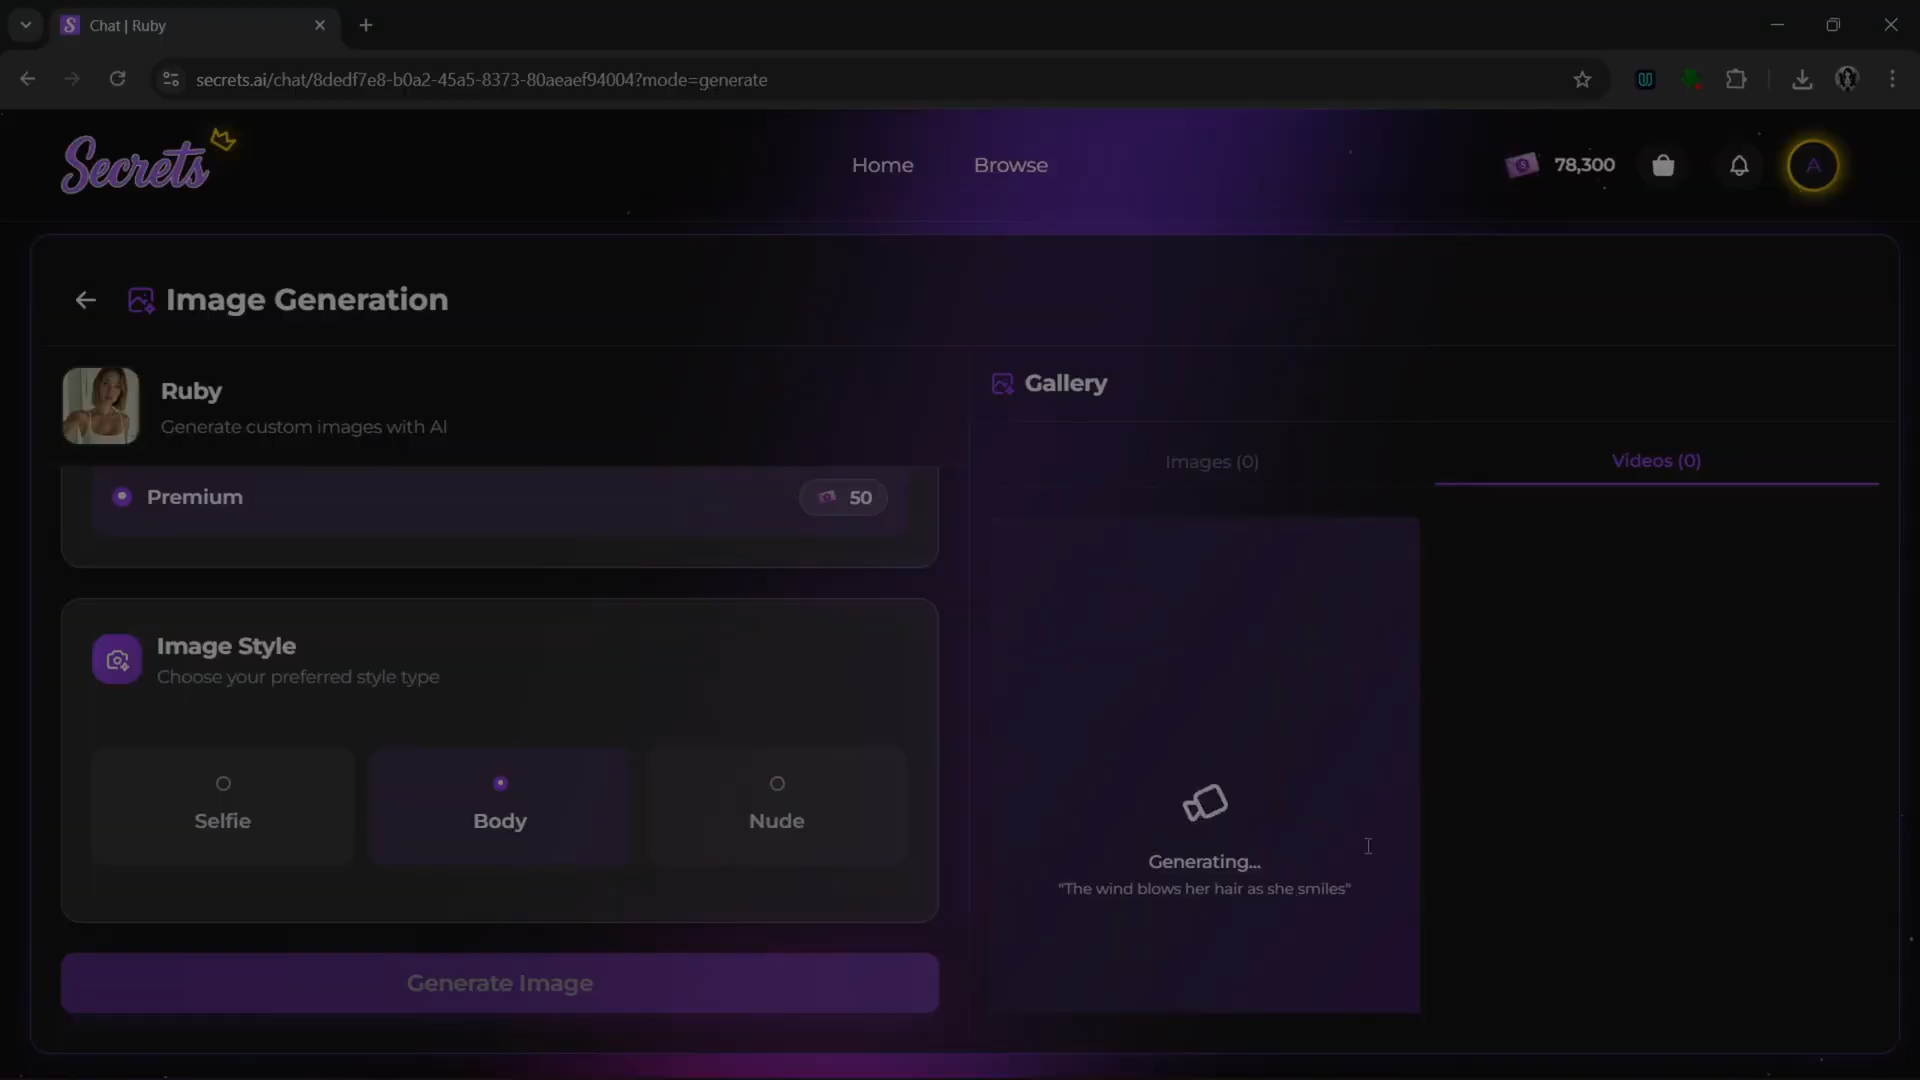 Chat | Ruby
secrets.ai/chat/8dedf7e8-b0a2-45a5-8373-80aeaef94004?mode=generate
Secrets
Home
Browse
78,300
A
Image Generation
Ruby
Generate custom images with AI
Premium
50
Image Style
Choose your preferred style type
Selfie
Body
Nude
Generate Image
Gallery
Images (0)
Videos (0)
Generating...
"The wind blows her hair as she smiles"